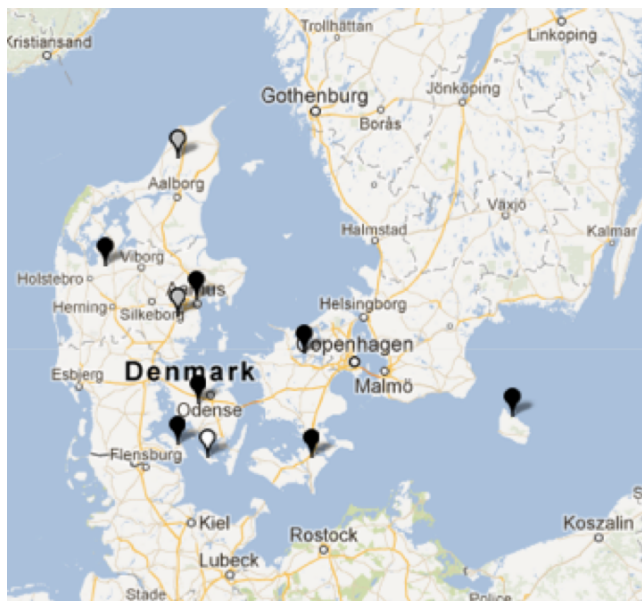 Trollhättan
Linkoping
Kristiansand
Jönköping
Gothenburg
Borås
Aalborg
Växjö
Halmstad
Kalmar
Viborg
Holstebro
Herning
Silkeborg
Helsingborg
Copenhagen
Esbjerg
Denmark
Malmö
Odense
Flensburg
Kiel
Koszalin
Rostock
Lubeck
Stade
Police